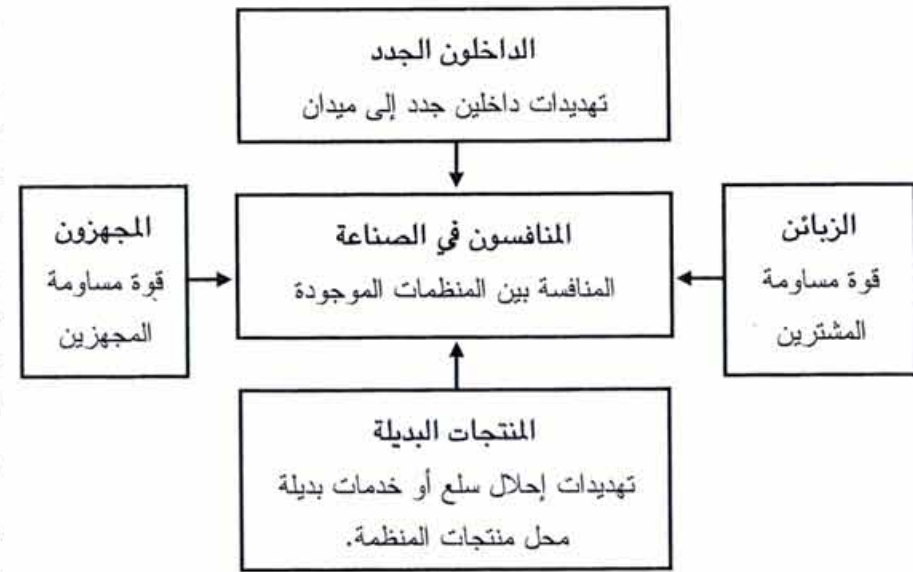 الداخلون الجدد
تهديدات داخلين جدد إلى ميدان
الزبائن
قوة مساومة
المشترين
المنافسون في الصناعة
المنافسة بين المنظمات الموجودة
المجهزون
قوة مساومة
المجهزين
المنتجات البديلة
تهديدات إحلال سلع أو خدمات بديلة
محل منتجات المنظمة.